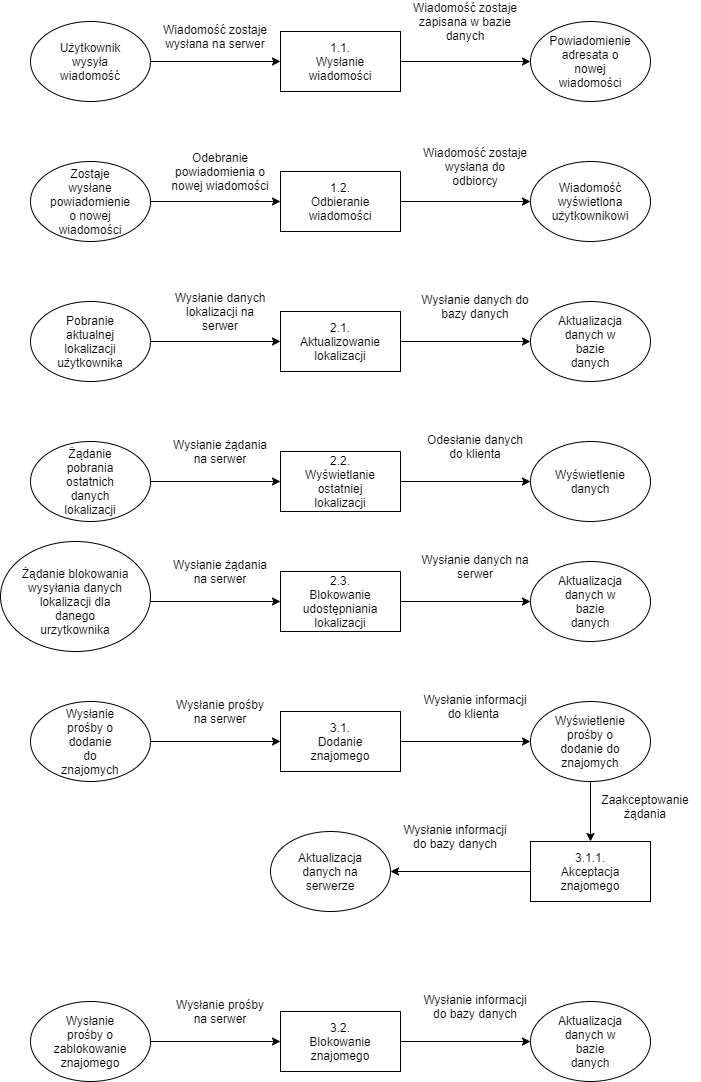 Użytkownik
wysyła
wiadomość
Wiadomość zostaje
wysłana na serwer
1.1.
Wysłanie
wiadomości
Wiadomość zostaje
zapisana w bazie
danych
Powiadomienie
adresata o
nowej
wiadomości
Zostaje
wysłane
powiadomienie
o nowej
wiadomości
Odebranie
powiadomienia o
nowej wiadomości
1.2.
Odbieranie
wiadomości
Wiadomość zostaje
wysłana do
odbiorcy
Wiadomość
wyświetlona
użytkownikowi
Pobranie
aktualnej
lokalizacji
użytkownika
Wysłanie danych
lokalizacji na
serwer
2.1.
Aktualizowanie
lokalizacji
Wysłanie danych do
bazy danych
Aktualizacja
danych w
bazie
danych
Żądanie
pobrania
ostatnich
danych
lokalizacji
Wysłanie żądania
na serwer
2.2.
Wyświetlanie
ostatniej
lokalizacji
Odesłanie danych
do klienta
Wyświetlenie
danych
Żądanie blokowania
wysyłania danych
lokalizacji dla
danego
urzytkownika
Wysłanie żądania
na serwer
2.3.
Blokowanie
udostępniania
lokalizacji
Wysłanie danych na
serwer
Aktualizacja
danych w
bazie
danych
Wysłanie
prośby o
dodanie
do
znajomych
Wysłanie prośby
na serwer
3.1.
Dodanie
znajomego
Wysłanie informacji
do klienta
Wyświetlenie
prośby o
dodanie do
znajomych
Zaakceptowanie
żądania
3.1.1.
Akceptacja
znajomego
Wysłanie informacji
do bazy danych
Aktualizacja
danych na
serwerze
Wysłanie
prośby o
zablokowanie
znajomego
Wysłanie prośby
na serwer
3.2.
Blokowanie
znajomego
Wysłanie informacji
do bazy danych
Aktualizacja
danych w
bazie
danych